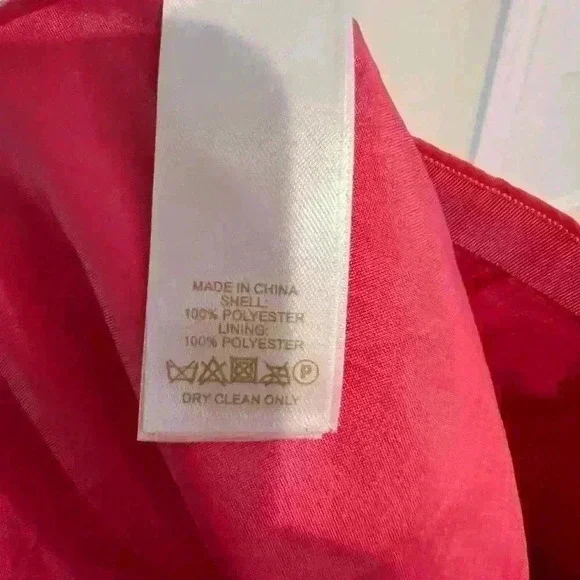 MADE IN CHINA
SHELL:
100% POLYESTER
LINING:
100% POLYESTER
P
DRY CLEAN ONLY